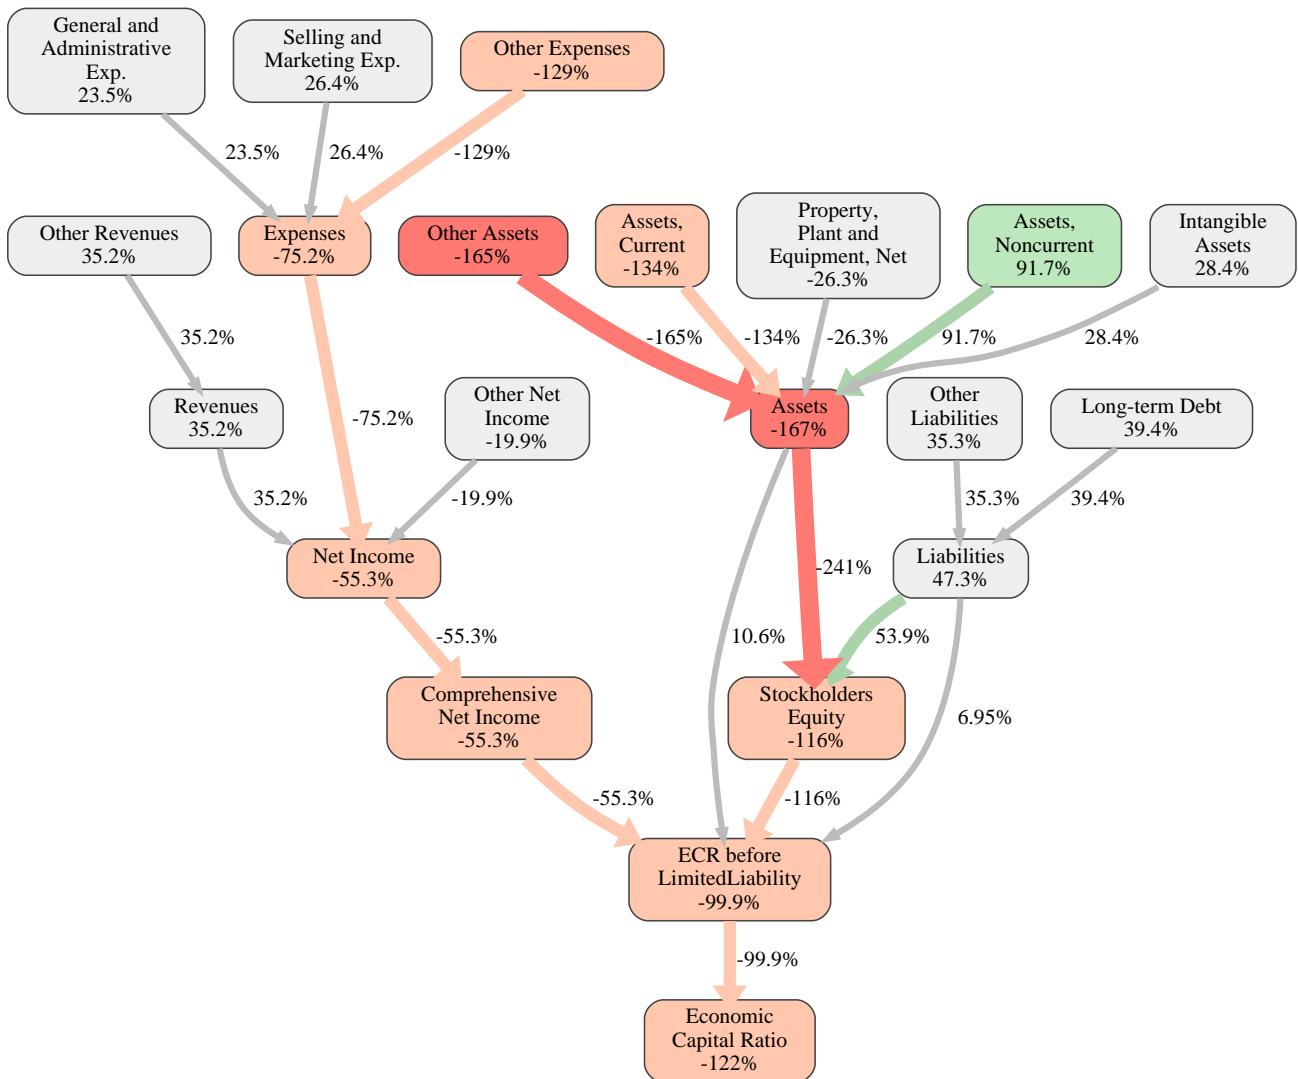 General and
Administrative
Exp.
23.5%
Selling and
Marketing Exp.
26.4%
Other Expenses
-129%
23.5%
26.4%
-129%
Other Revenues
35.2%
Expenses
-75.2%
Other Assets
-165%
Assets,
Current
-134%
Property,
Plant and
Equipment, Net
-26.3%
Assets,
Noncurrent
91.7%
Intangible
Assets
28.4%
35.2%
-165%
-134%
-26.3%
91.7%
28.4%
Revenues
35.2%
-75.2%
Other Net
Income
-19.9%
Assets
-167%
Other
Liabilities
35.3%
Long-term Debt
39.4%
35.2%
-19.9%
35.3%
39.4%
Net Income
-55.3%
-241%
Liabilities
47.3%
-55.3%
10.6%
53.9%
Comprehensive
Net Income
-55.3%
Stockholders
Equity
-116%
6.95%
-55.3%
-116%
ECR before
LimitedLiability
-99.9%
-99.9%
Economic
Capital Ratio
-122%